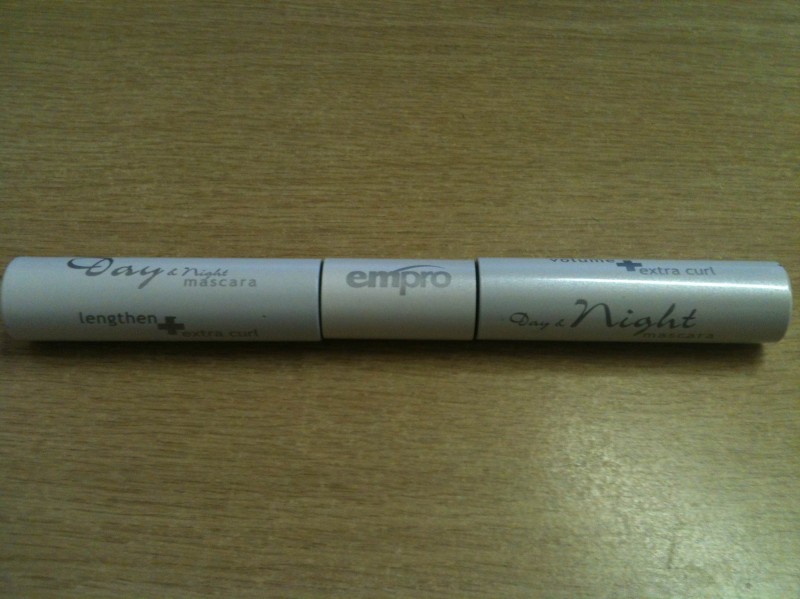 Day & Night
mascara
lengthen + extra curl
empro
volume + extra curl
Day & Night
mascara